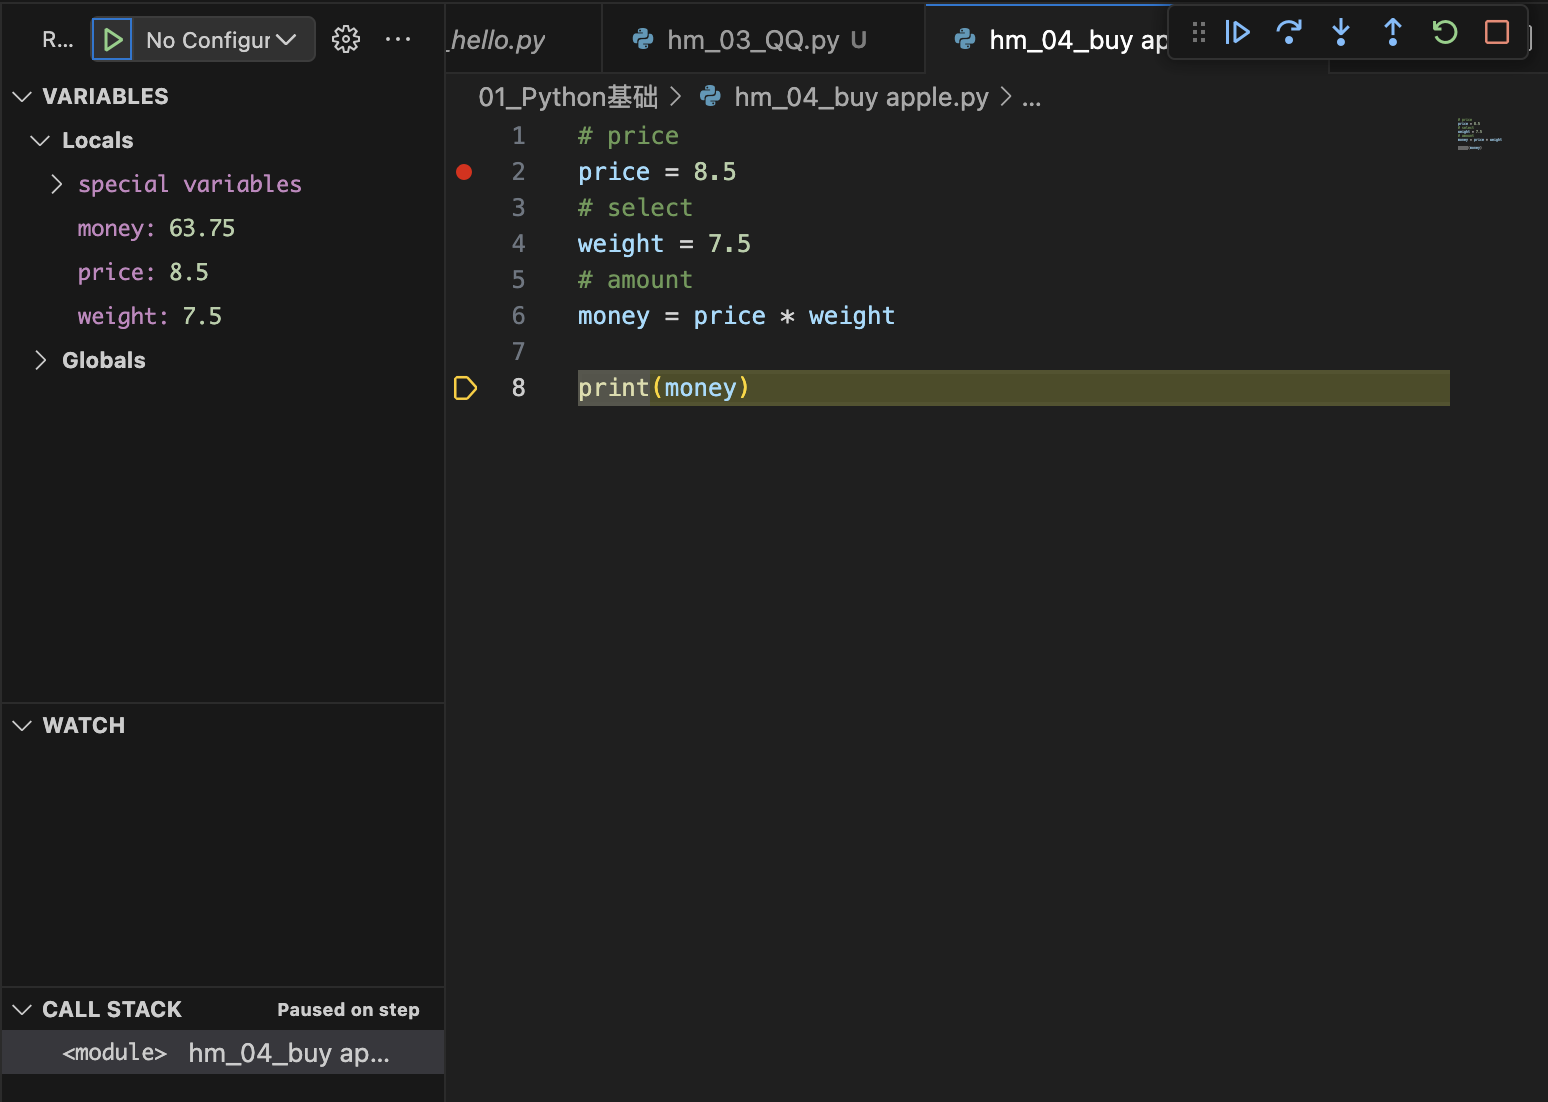 R...
No Configur
VARIABLES
Locals
special variables
money: 63.75
price: 8.5
weight: 7.5
Globals
WATCH
CALL STACK
Paused on step
<module> hm_04_buy ap...
_hello.py
hm_03_QQ.py U
hm_04_buy ap
01_Python基础 > hm_04_buy apple.py > ...
1 # price
2 price = 8.5
3 # select
4 weight = 7.5
5 # amount
6 money = price * weight
7
8 print(money)